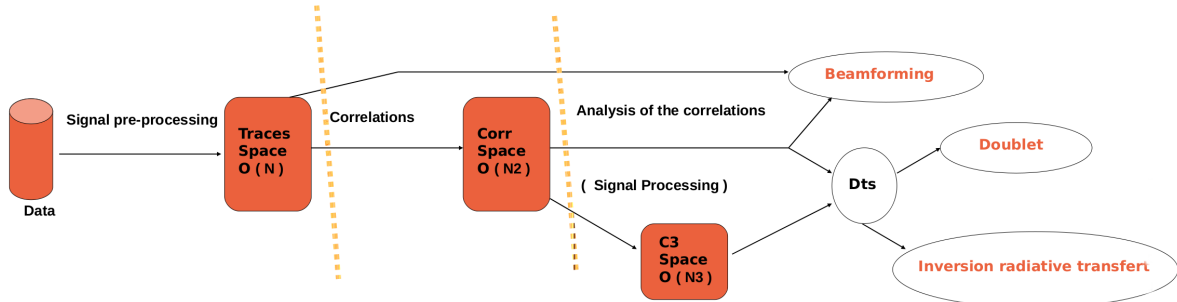 Beamforming
Signal pre-processing
Correlations
Analysis of the correlations
Traces
Space
O ( N )
Corr
Space
O ( N2 )
Doublet
( Signal Processing )
Dts
Data
C3
Space
O ( N3 )
Inversion radiative transfert